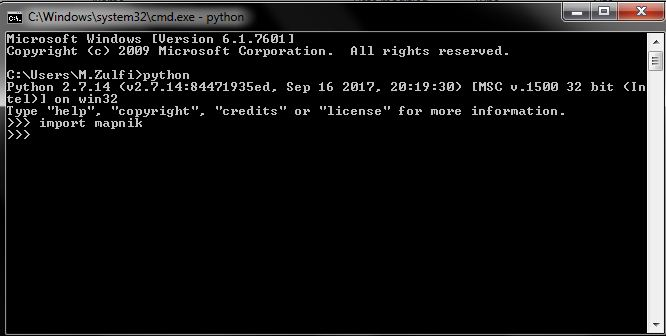 C:\Windows\system32\cmd.exe - python
Microsoft Windows [Version 6.1.7601]
Copyright (c) 2009 Microsoft Corporation.  All rights reserved.
C:\Users\M.Zulfi>python
Python 2.7.14 (v2.7.14:84471935ed, Sep 16 2017, 20:19:30) [MSC v.1500 32 bit (In
tel)] on win32
Type "help", "copyright", "credits" or "license" for more information.
>>> import mapnik
>>>